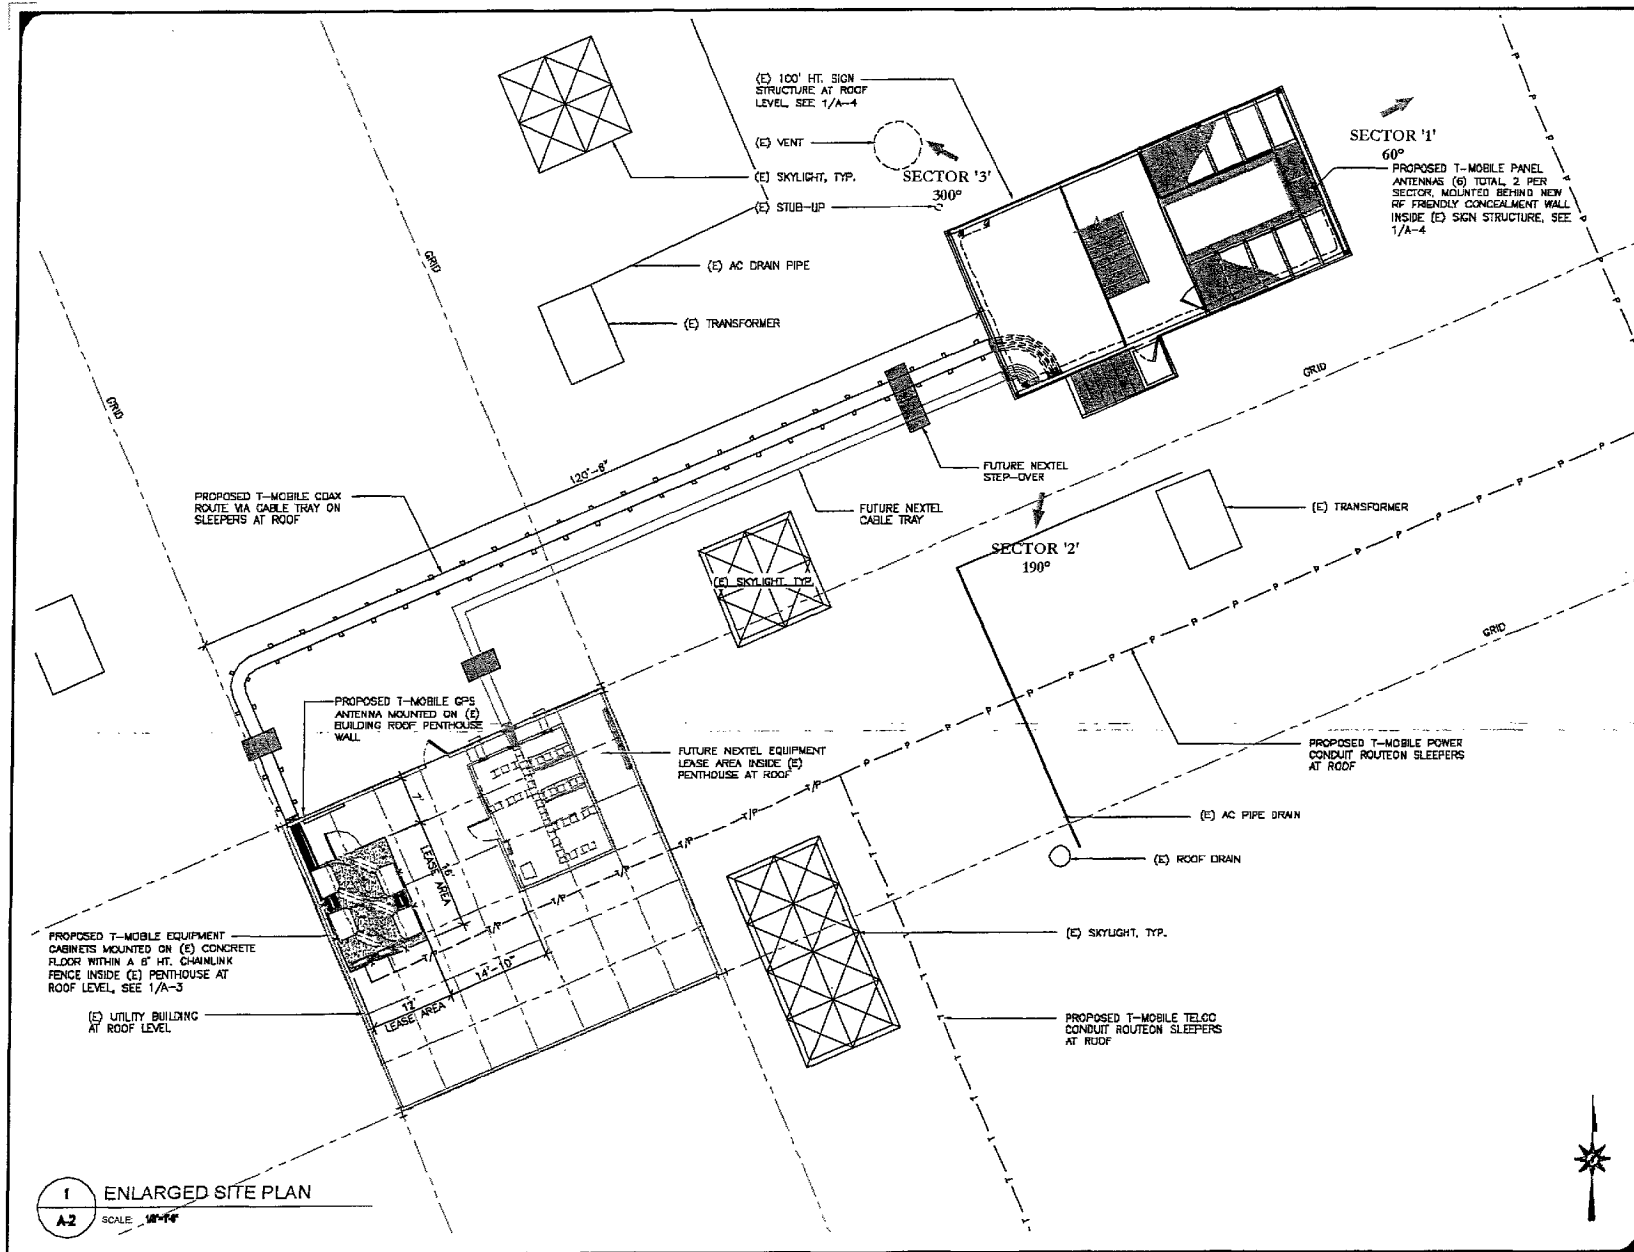 (E) 100' HT. SIGN
STRUCTURE AT ROOF
LEVEL, SEE 1/A-4
(E) VENT
(E) SKYLIGHT, TYP.
(E) STUB-UP
SECTOR '3'
300°
SECTOR '1'
60°
PROPOSED T-MOBILE PANEL
ANTENNAS (6) TOTAL, 2 PER
SECTOR, MOUNTED BEHIND NEW
RF FRIENDLY CONCEALMENT WALL
INSIDE (E) SIGN STRUCTURE, SEE
1/A-4
GRID
(E) AC DRAIN PIPE
(E) TRANSFORMER
GRID
GRID
120'-8"
PROPOSED T-MOBILE COAX
ROUTE VIA CABLE TRAY ON
SLEEPERS AT ROOF
FUTURE NEXTEL
STEP-OVER
FUTURE NEXTEL
CABLE TRAY
(E) TRANSFORMER
SECTOR '2'
190°
(E) SKYLIGHT, TYP.
GRID
PROPOSED T-MOBILE GPS
ANTENNA MOUNTED ON (E)
BUILDING ROOF PENTHOUSE
WALL
FUTURE NEXTEL EQUIPMENT
LEASE AREA INSIDE (E)
PENTHOUSE AT ROOF
PROPOSED T-MOBILE POWER
CONDUIT ROUTEON SLEEPERS
AT ROOF
7'
16'
LEASE AREA
(E) AC PIPE DRAIN
(E) ROOF DRAIN
PROPOSED T-MOBILE EQUIPMENT
CABINETS MOUNTED ON (E) CONCRETE
FLOOR WITHIN A 8' HT. CHAINLINK
FENCE INSIDE (E) PENTHOUSE AT
ROOF LEVEL, SEE 1/A-3
(E) SKYLIGHT, TYP.
14'-10"
12'
LEASE AREA
(E) UTILITY BUILDING
AT ROOF LEVEL
PROPOSED T-MOBILE TELCO
CONDUIT ROUTEON SLEEPERS
AT ROOF
1
A-2
ENLARGED SITE PLAN
SCALE: